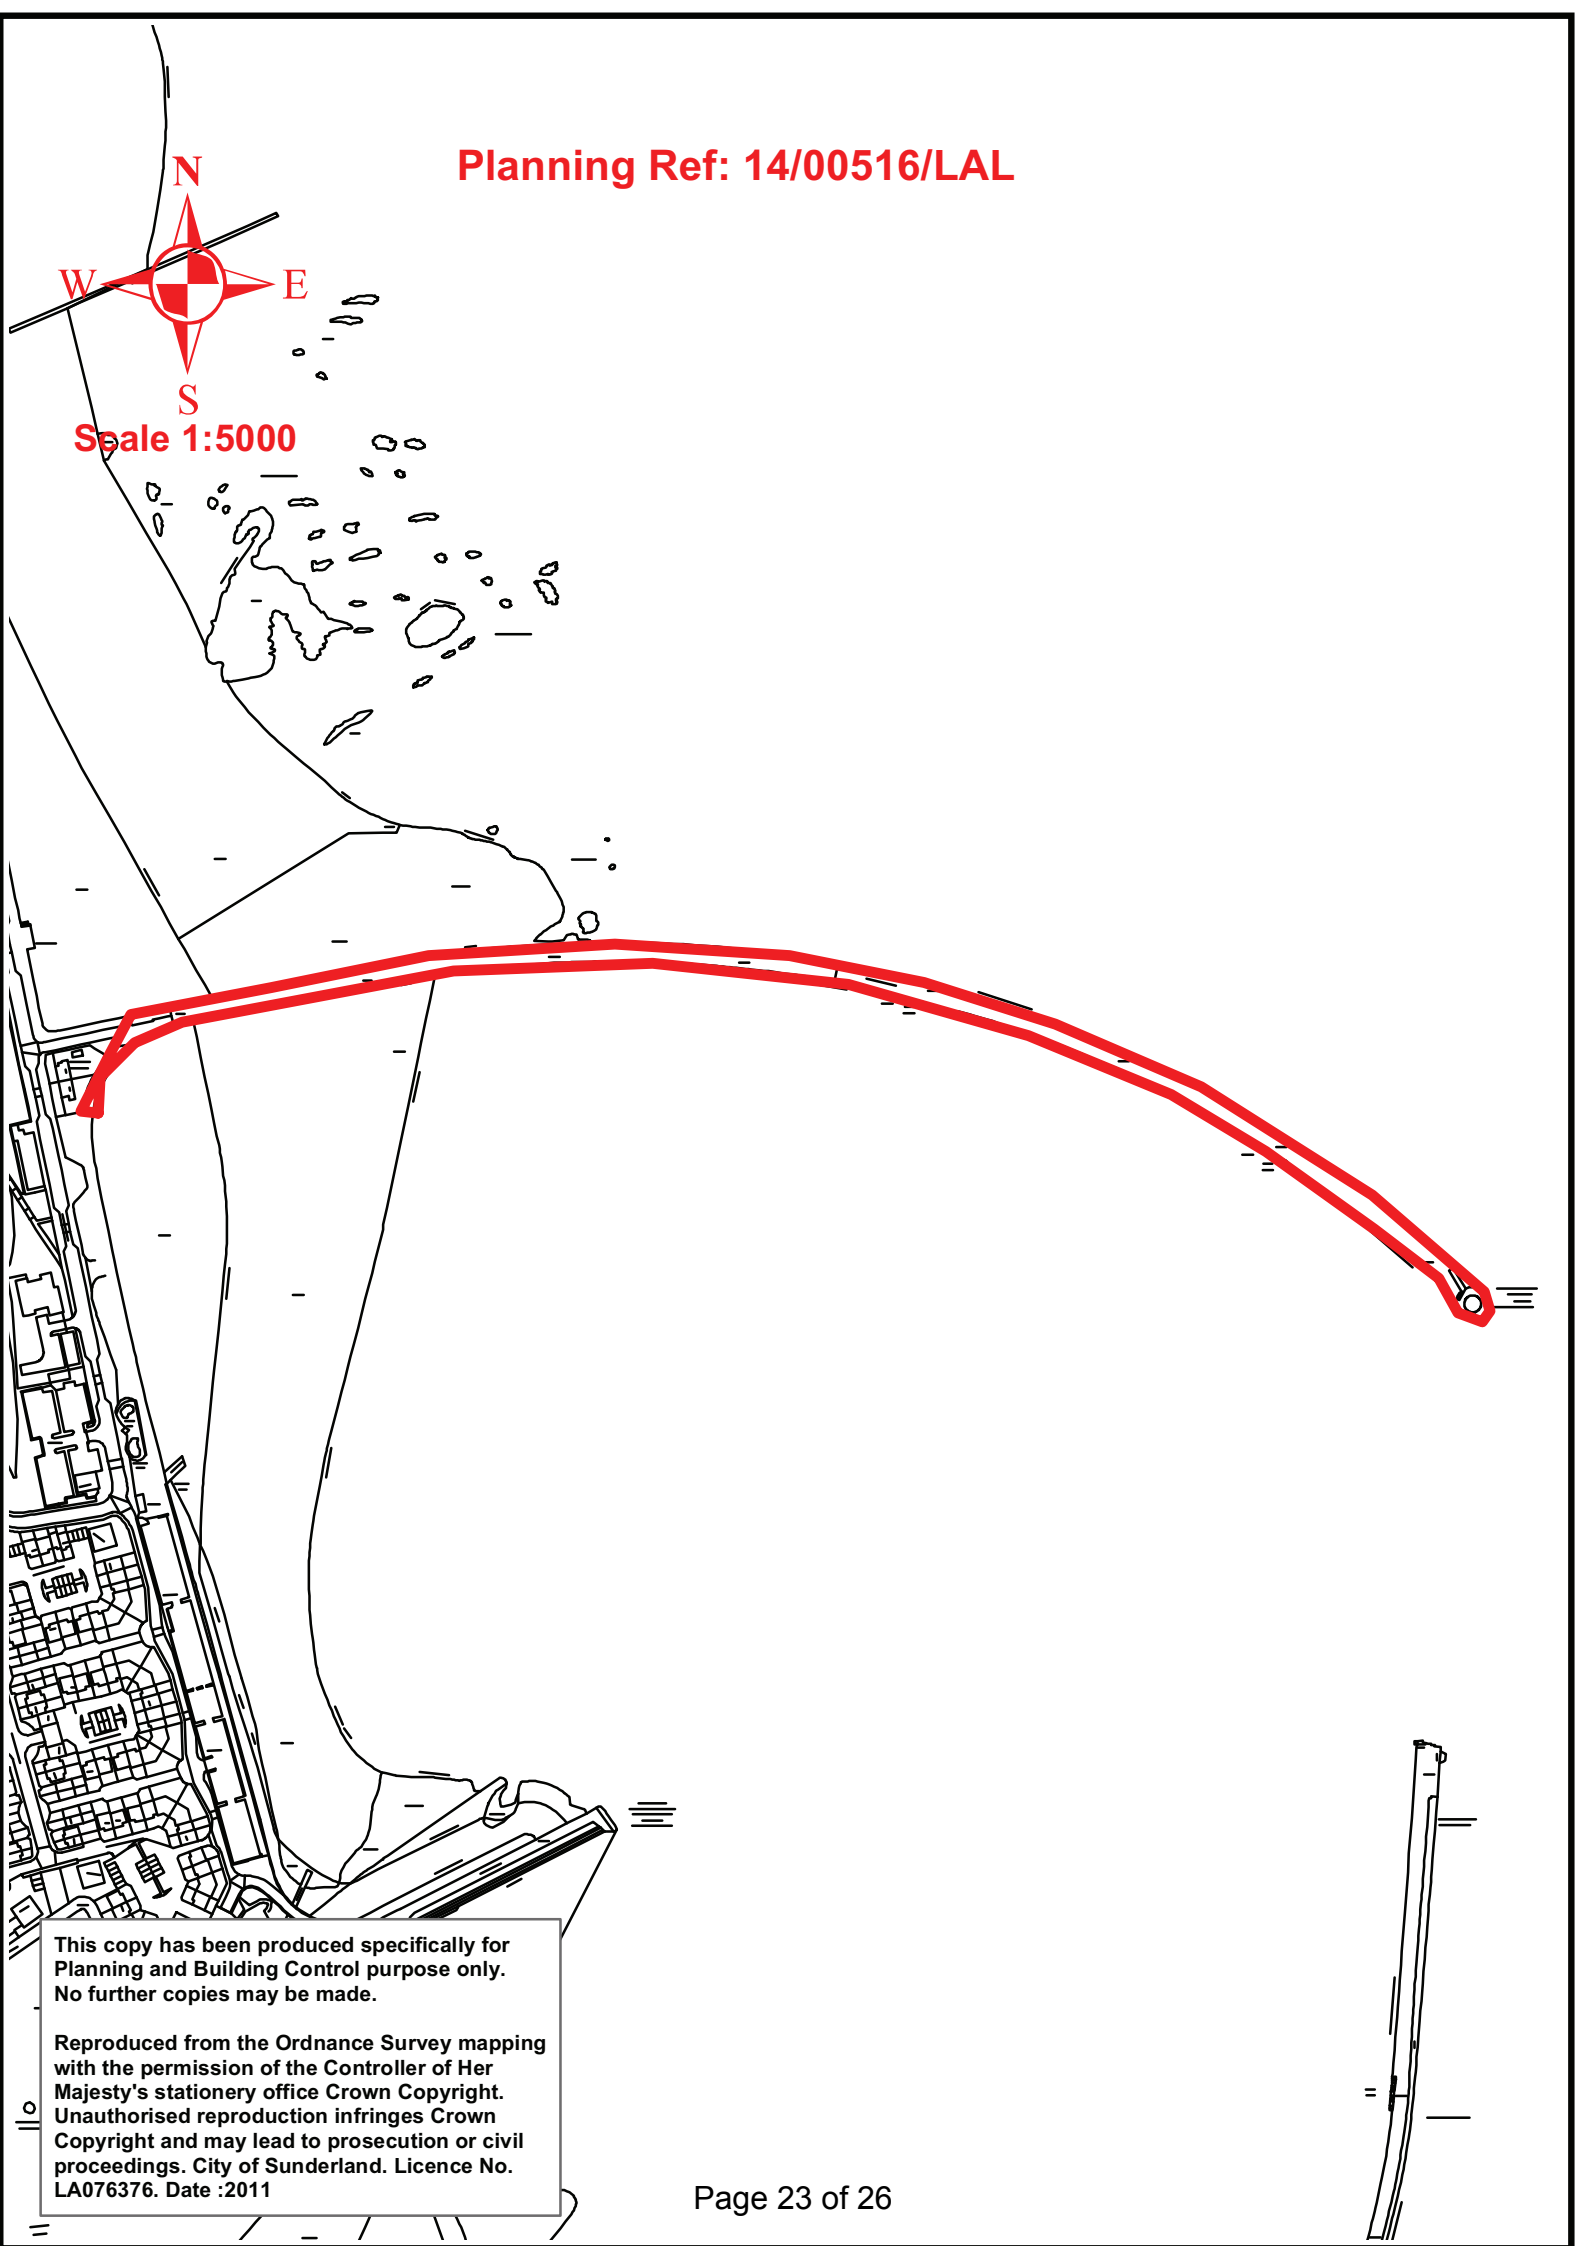 Planning Ref: 14/00516/LAL
N
W
E
S
Scale 1:5000
This copy has been produced specifically for
Planning and Building Control purpose only.
No further copies may be made.
Reproduced from the Ordnance Survey mapping
with the permission of the Controller of Her
Majesty's stationery office Crown Copyright.
Unauthorised reproduction infringes Crown
Copyright and may lead to prosecution or civil
proceedings. City of Sunderland. Licence No.
LA076376. Date :2011
Page 23 of 26